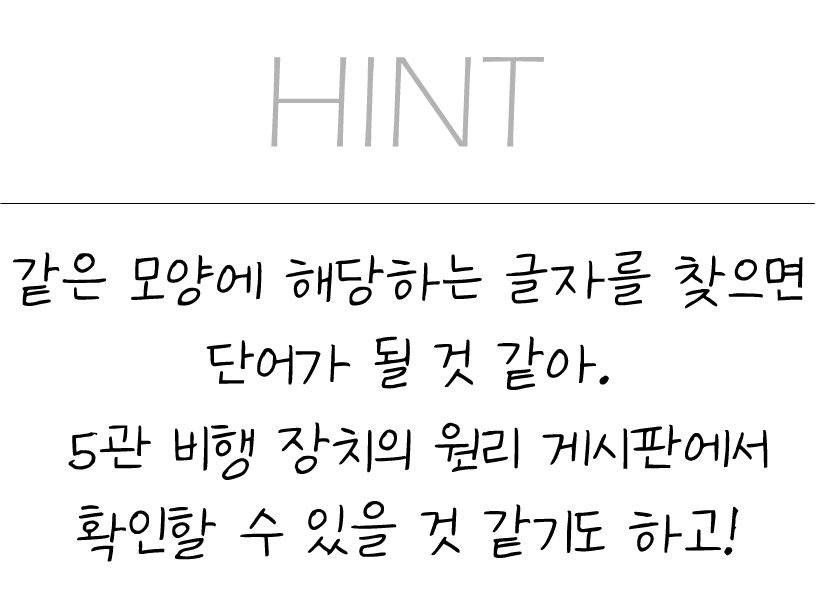 HINT
같은 모양에 해당하는 글자를 찾으면
단어가 될 것 같아.
5관 비행 장치의 원리 게시판에서
확인할 수 있을 것 같기도 하고!